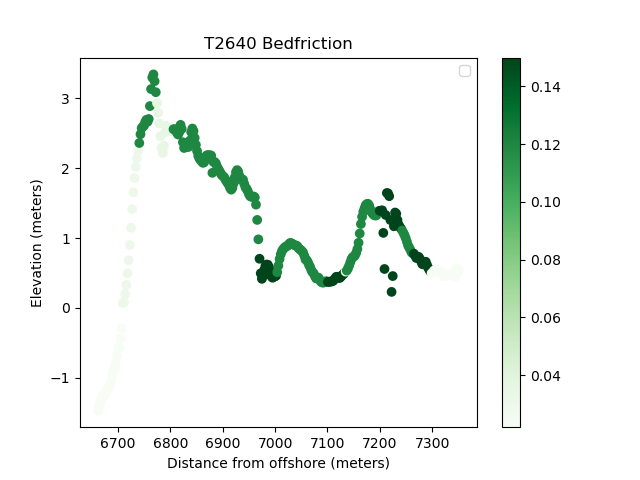 T2640 Bedfriction
3
2
1
0
−1
Elevation (meters)
6700 6800 6900 7000 7100 7200 7300
Distance from offshore (meters)
0.14
0.12
0.10
0.08
0.06
0.04